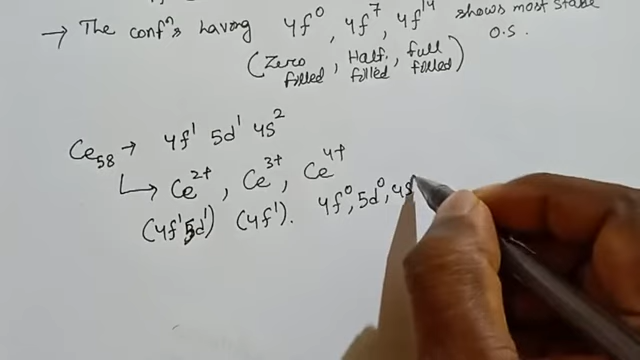 → The confⁿs having 4f⁰, 4f⁷, 4f¹⁴ shows most stable O.S.
(Zero filled, Half filled, full filled)
Ce₅₈ → 4f¹ 5d¹ 4s²
↳ Ce²⁺, Ce³⁺, Ce⁴⁺
(4f¹5d¹) (4f¹). 4f⁰, 5d⁰, 4s